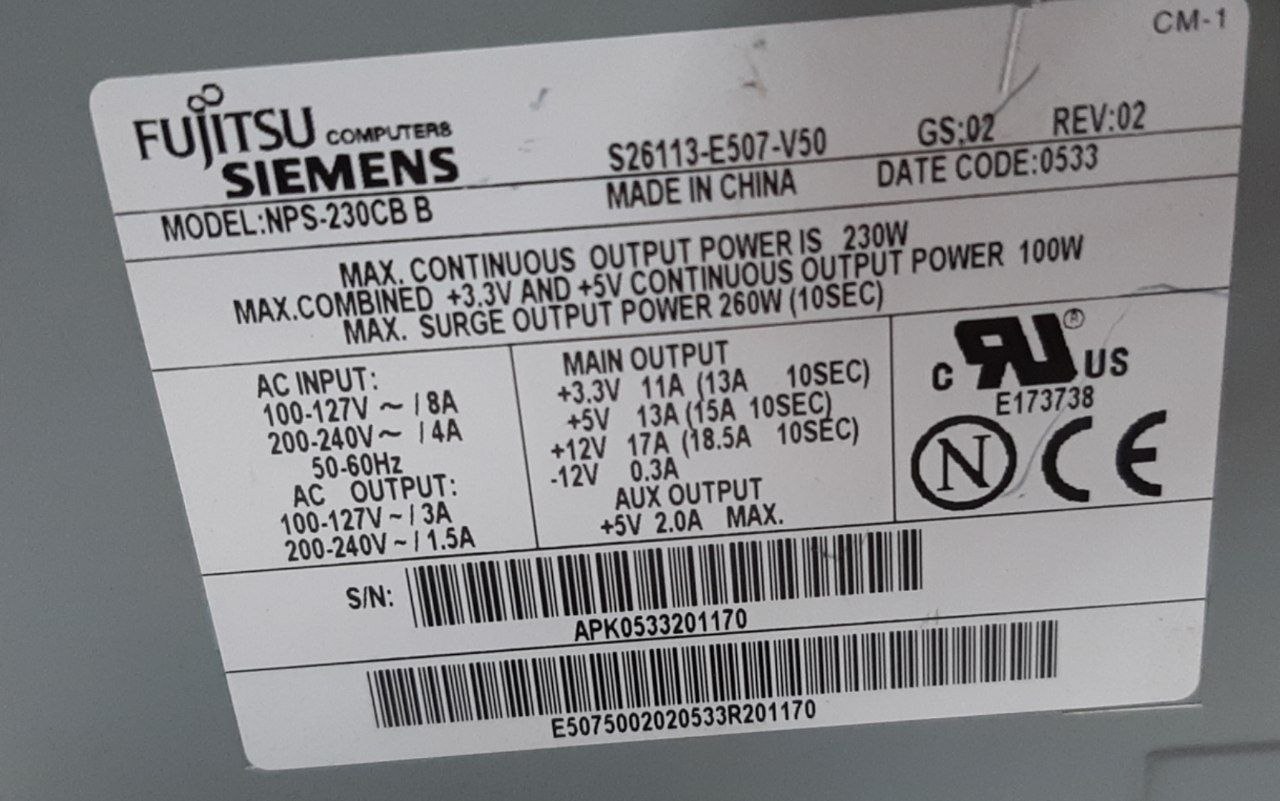 CM-1
FUJITSU COMPUTERS
SIEMENS
S26113-E507-V50 GS:02 REV:02
MODEL:NPS-230CB B MADE IN CHINA DATE CODE:0533
MAX. CONTINUOUS OUTPUT POWER IS 230W
MAX.COMBINED +3.3V AND +5V CONTINUOUS OUTPUT POWER 100W
MAX. SURGE OUTPUT POWER 260W (10SEC)
AC INPUT:
100-127V ~ / 8A
200-240V ~ / 4A
50-60Hz
AC OUTPUT:
100-127V ~ / 3A
200-240V ~ / 1.5A
MAIN OUTPUT
+3.3V 11A (13A 10SEC)
+5V 13A (15A 10SEC)
+12V 17A (18.5A 10SEC)
-12V 0.3A
AUX OUTPUT
+5V 2.0A MAX.
C RU ® US
E173738
N CE
S/N:
APK0533201170
E5075002020533R201170